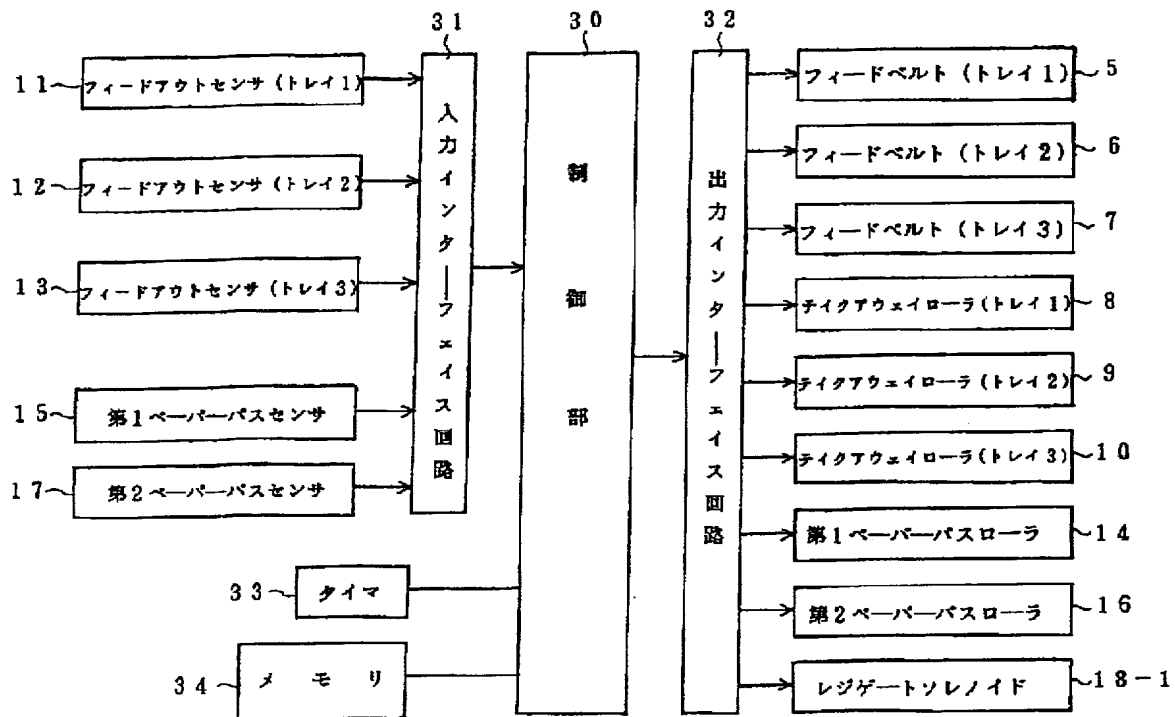 31
30
32
11
フィードアウトセンサ(トレイ1)
12
フィードアウトセンサ(トレイ2)
13
フィードアウトセンサ(トレイ3)
15
第1ペーパーパスセンサ
17
第2ペーパーパスセンサ
33
タイマ
34
メモリ
入力インターフェイス回路
制御部
出力インターフェイス回路
フィードベルト(トレイ1)
5
フィードベルト(トレイ2)
6
フィードベルト(トレイ3)
7
テイクアウェイローラ(トレイ1)
8
テイクアウェイローラ(トレイ2)
9
テイクアウェイローラ(トレイ3)
10
第1ペーパーパスローラ
14
第2ペーパーパスローラ
16
レジゲートソレノイド
18-1